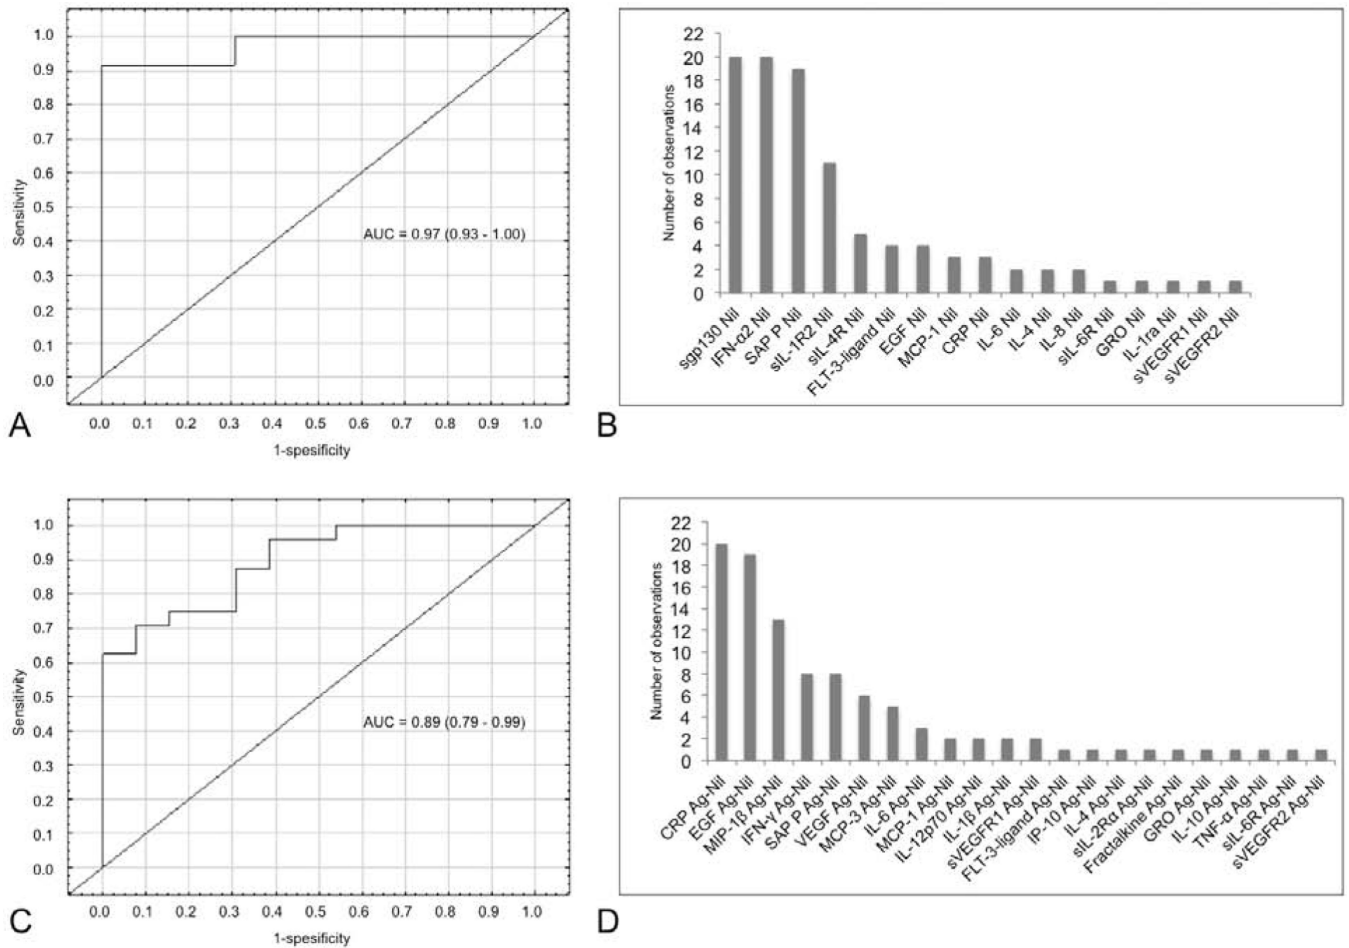 1.0
0.9
0.8
0.7
0.6
0.5
0.4
0.3
0.2
0.1
0.0
Sensitivity
AUC = 0.97 (0.93 - 1.00)
0.0 0.1 0.2 0.3 0.4 0.5 0.6 0.7 0.8 0.9 1.0
1-spesificity
A
22
20
18
16
14
12
10
8
6
4
2
0
Number of observations
sgp130 Nil
IFN-α2 Nil
SAP P Nil
sIL-1R2 Nil
sIL-4R Nil
FLT-3-ligand Nil
EGF Nil
MCP-1 Nil
CRP Nil
IL-6 Nil
IL-4 Nil
IL-8 Nil
sIL-6R Nil
GRO Nil
IL-1ra Nil
sVEGFR1 Nil
sVEGFR2 Nil
B
1.0
0.9
0.8
0.7
0.6
0.5
0.4
0.3
0.2
0.1
0.0
Sensitivity
AUC = 0.89 (0.79 - 0.99)
0.0 0.1 0.2 0.3 0.4 0.5 0.6 0.7 0.8 0.9 1.0
1-spesificity
C
22
20
18
16
14
12
10
8
6
4
2
0
Number of observations
CRP Ag-Nil
EGF Ag-Nil
MIP-1β Ag-Nil
IFN-γ Ag-Nil
SAP P Ag-Nil
VEGF Ag-Nil
MCP-3 Ag-Nil
IL-6 Ag-Nil
MCP-1 Ag-Nil
IL-12p70 Ag-Nil
IL-1β Ag-Nil
sVEGFR1 Ag-Nil
FLT-3-ligand Ag-Nil
IP-10 Ag-Nil
IL-4 Ag-Nil
sIL-2Rα Ag-Nil
Fractalkine Ag-Nil
GRO Ag-Nil
IL-10 Ag-Nil
TNF-α Ag-Nil
sIL-6R Ag-Nil
sVEGFR2 Ag-Nil
D